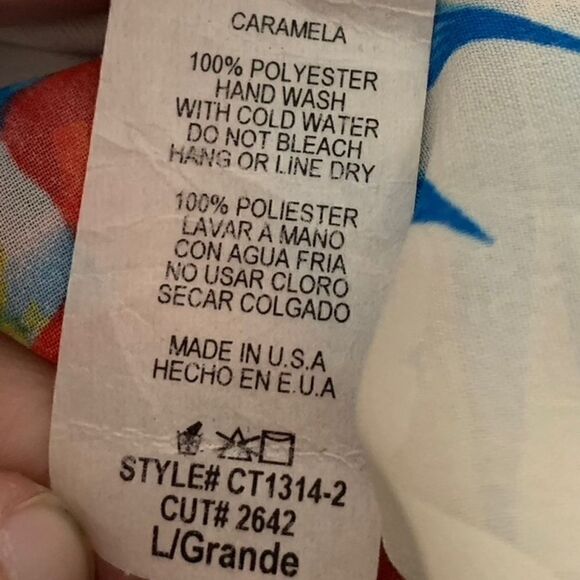 CARAMELA
100% POLYESTER
HAND WASH
WITH COLD WATER
DO NOT BLEACH
HANG OR LINE DRY
100% POLIESTER
LAVAR A MANO
CON AGUA FRIA
NO USAR CLORO
SECAR COLGADO
MADE IN U.S.A
HECHO EN E.U.A
STYLE# CT1314-2
CUT# 2642
L/Grande